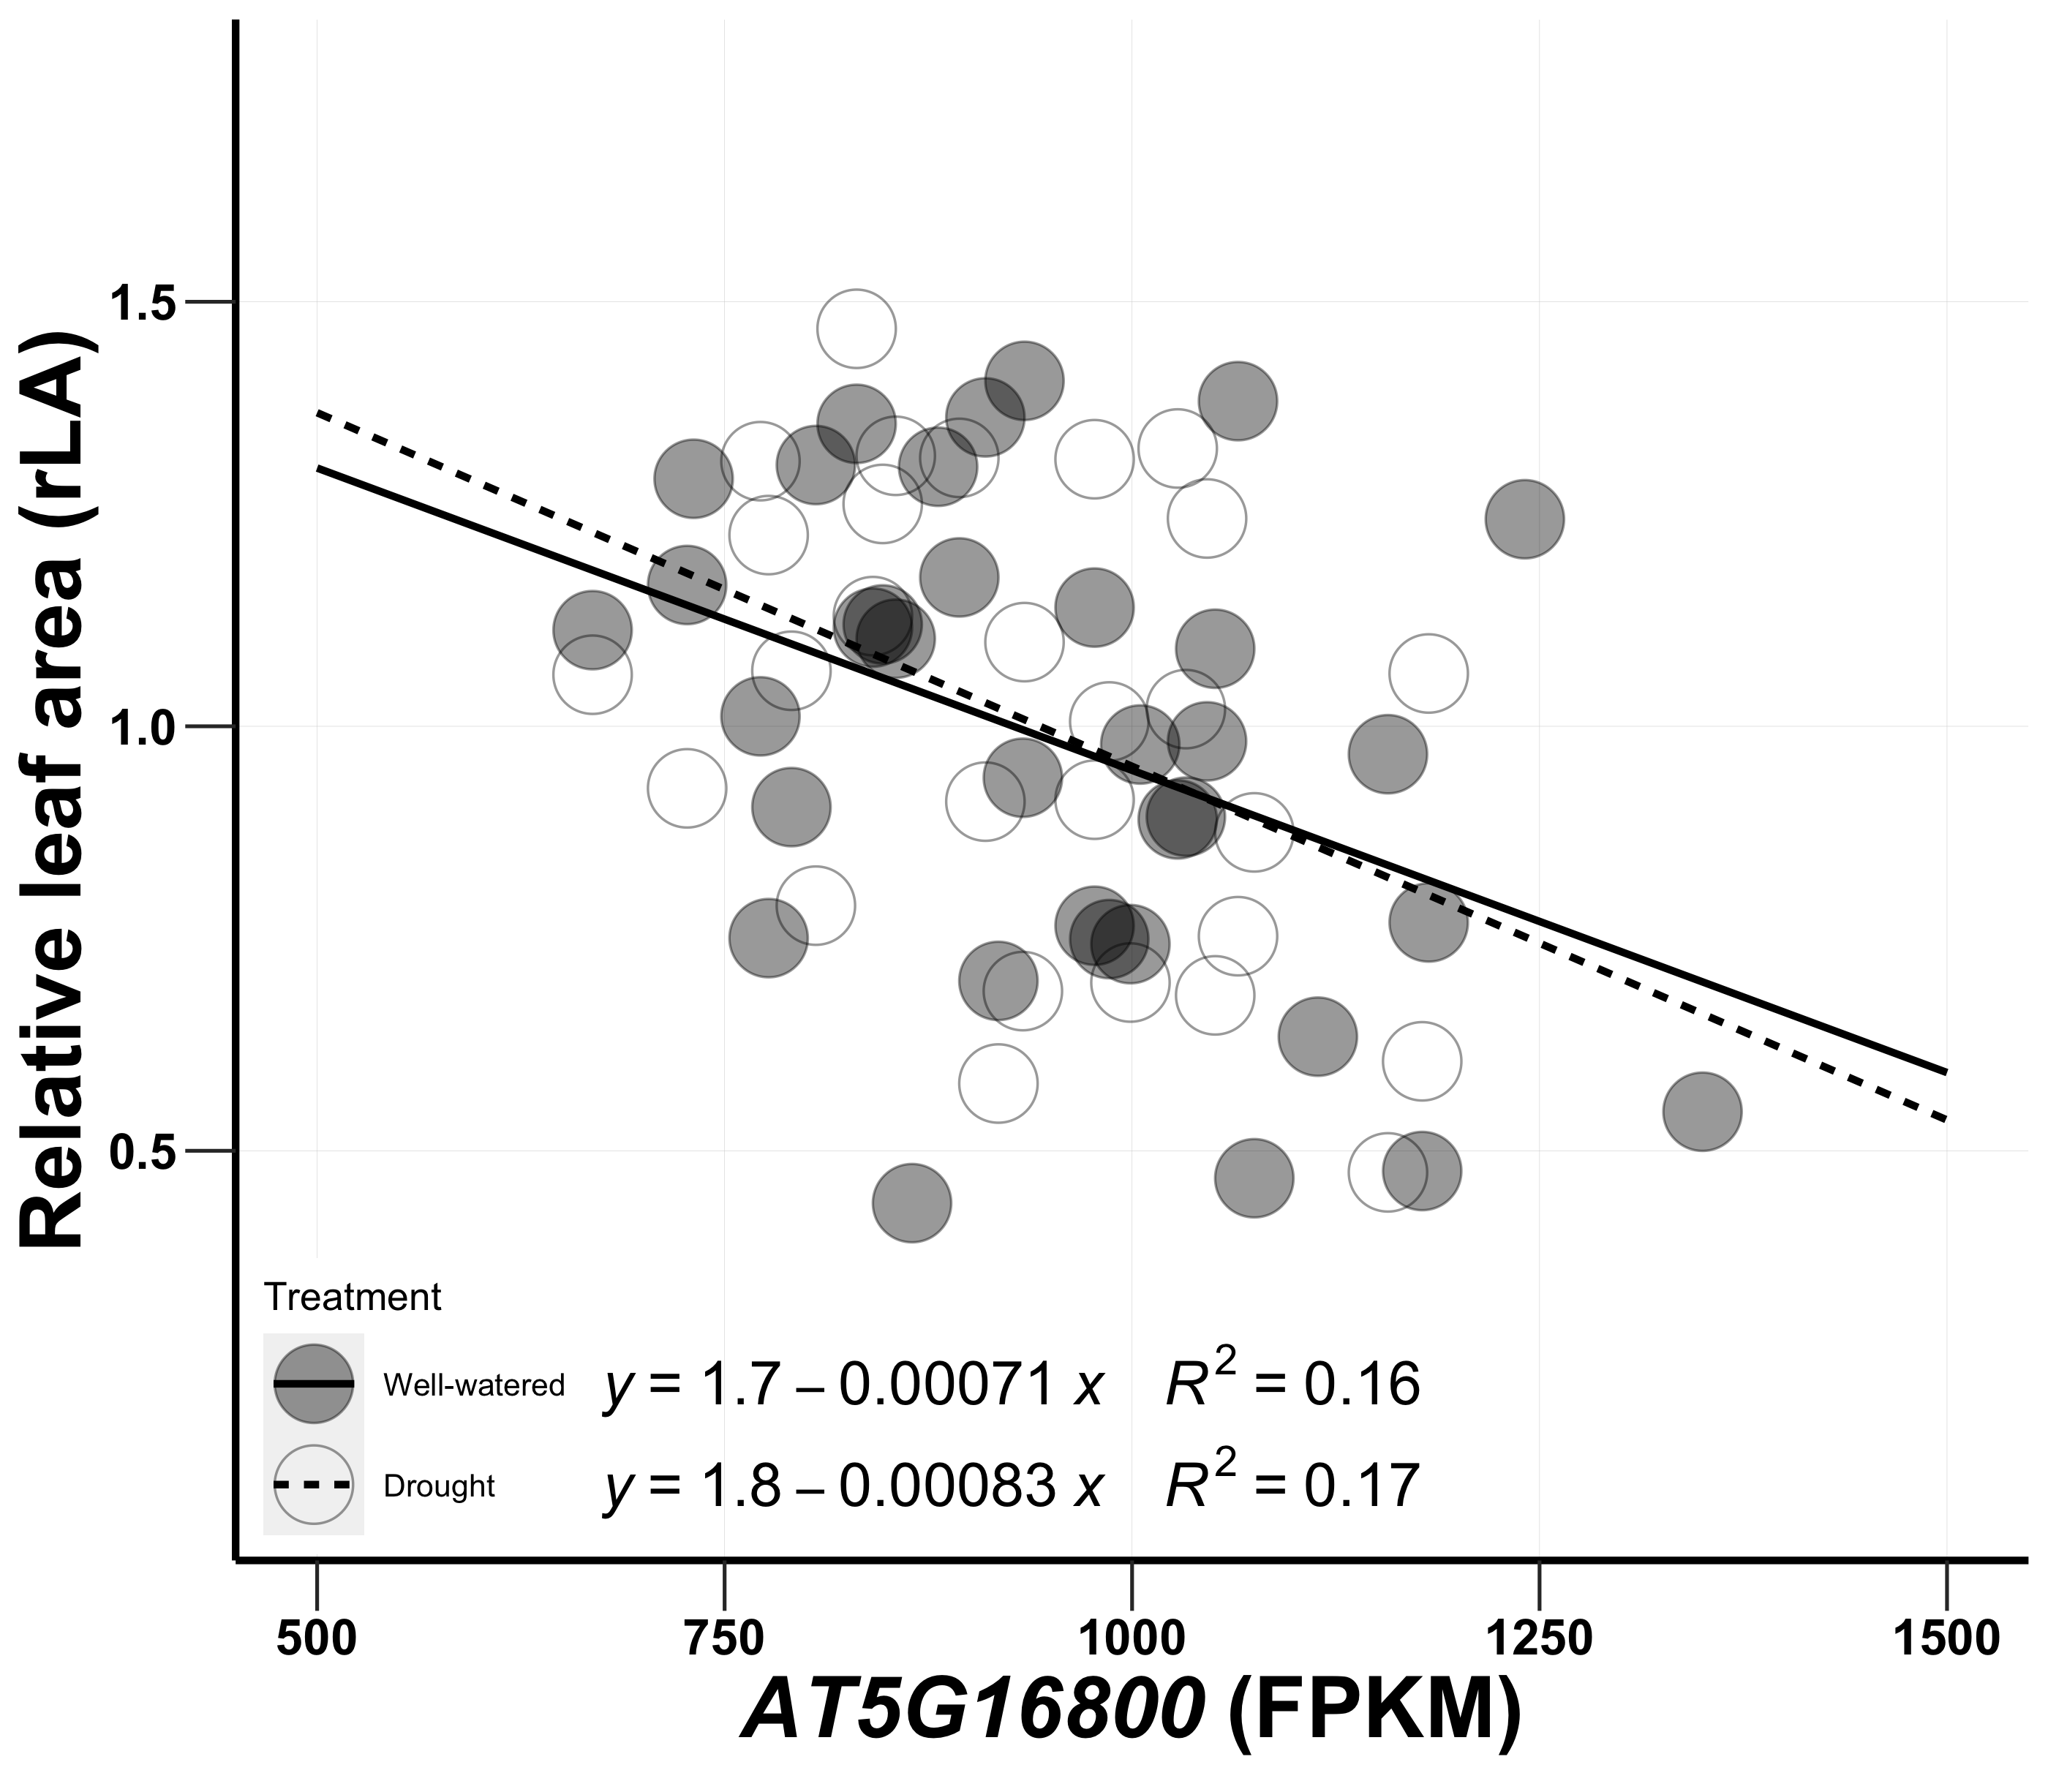 Relative leaf area (rLA)
1.5
1.0
0.5
Treatment
Well-watered y = 1.7 – 0.00071 x R² = 0.16
Drought y = 1.8 – 0.00083 x R² = 0.17
500 750 1000 1250 1500
AT5G16800 (FPKM)